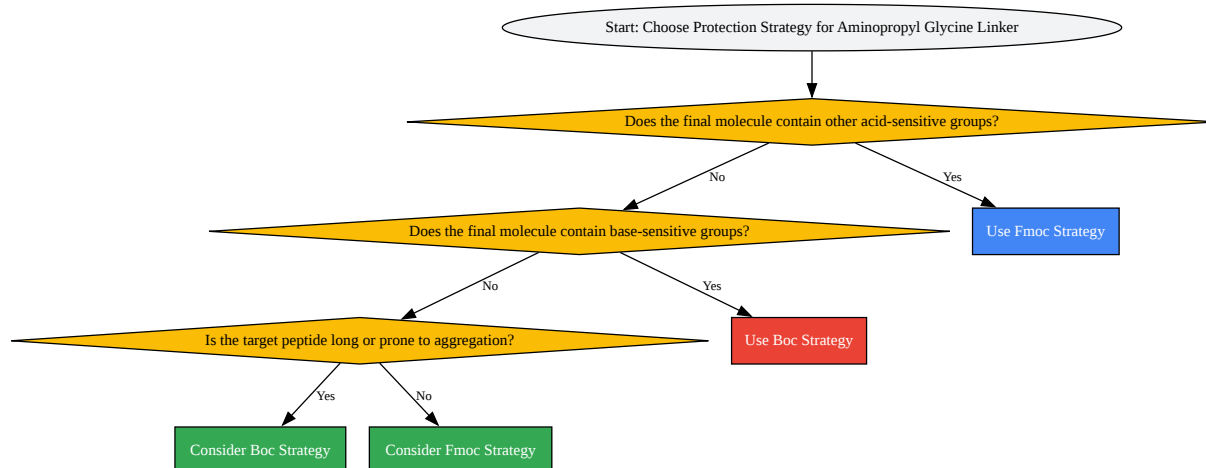 Start: Choose Protection Strategy for Aminopropyl Glycine Linker
Does the final molecule contain other acid-sensitive groups?
No
Yes
Does the final molecule contain base-sensitive groups?
Use Fmoc Strategy
No
Yes
Is the target peptide long or prone to aggregation?
Use Boc Strategy
Yes
No
Consider Boc Strategy
Consider Fmoc Strategy